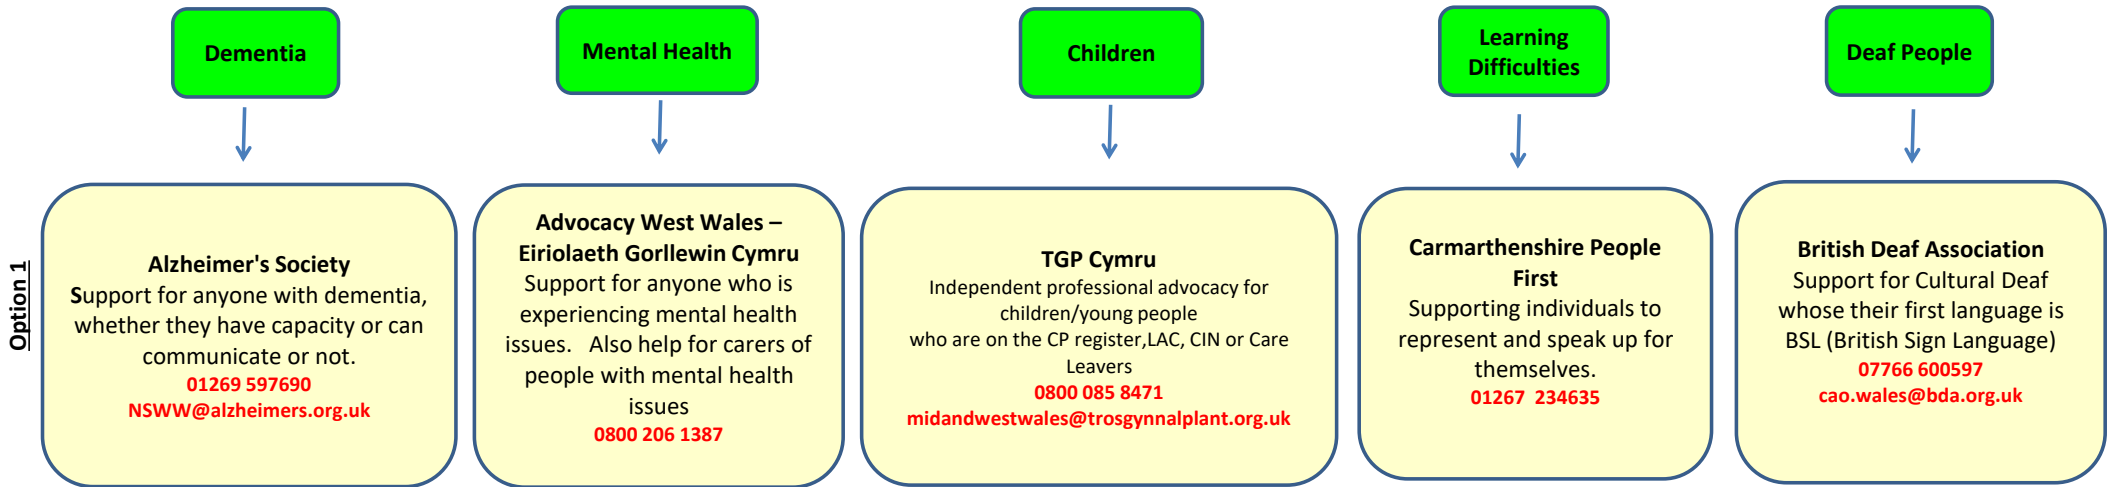 Dementia
Mental Health
Children
Learning
Difficulties
Deaf People
Option 1
Alzheimer's Society
Support for anyone with dementia,
whether they have capacity or can
communicate or not.
01269 597690
NSWW@alzheimers.org.uk
Advocacy West Wales –
Eiriolaeth Gorllewin Cymru
Support for anyone who is
experiencing mental health
issues.   Also help for carers of
people with mental health
issues
0800 206 1387
TGP Cymru
Independent professional advocacy for
children/young people
who are on the CP register,LAC, CIN or Care
Leavers
0800 085 8471
midandwestwales@trosgynnalplant.org.uk
Carmarthenshire People
First
Supporting individuals to
represent and speak up for
themselves.
01267  234635
British Deaf Association
Support for Cultural Deaf
whose their first language is
BSL (British Sign Language)
07766 600597
cao.wales@bda.org.uk